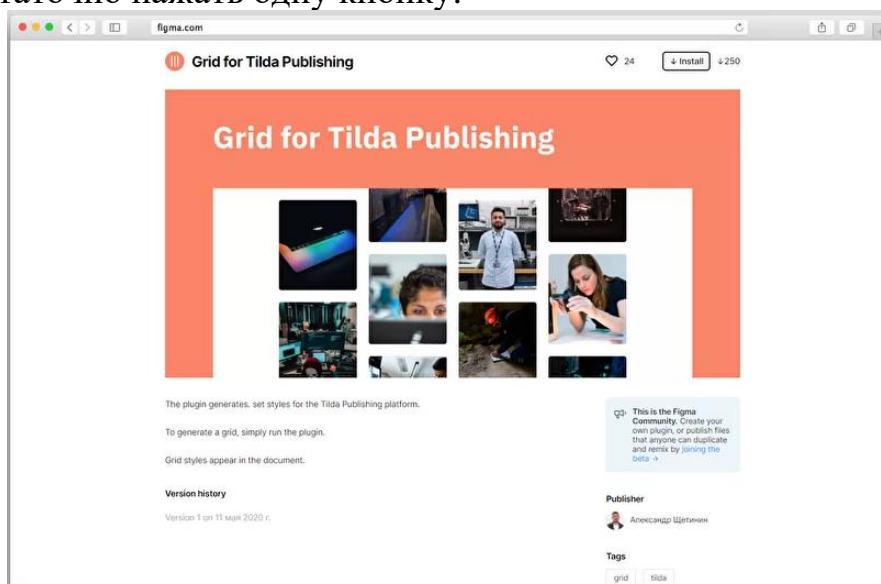 нажать одну кнопку.
figma.com
Grid for Tilda Publishing
24
↓ Install
↓250
Grid for Tilda Publishing
The plugin generates, set styles for the Tilda Publishing platform.
To generate a grid, simply run the plugin.
Grid styles appear in the document.
This is the Figma
Community. Create your
own plugin, or publish files
that anyone can duplicate
and remix by joining the
beta →
Version history
Version 1 on 11 мая 2020 г.
Publisher
Александр Щетинин
Tags
grid
tilda